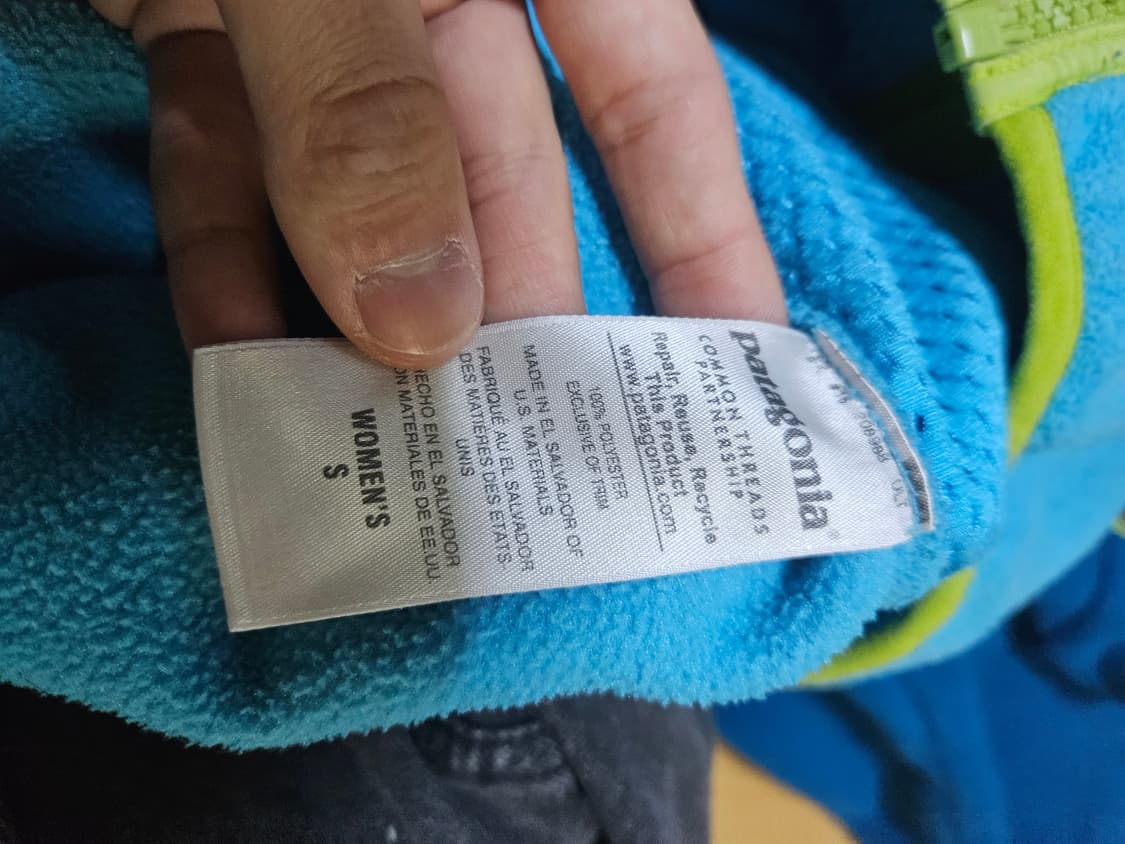 patagonia®
COMMON THREADS
PARTNERSHIP
Repair, Reuse, Recycle
This Product
www.patagonia.com
100% POLYESTER
EXCLUSIVE OF TRIM
MADE IN EL SALVADOR OF
U.S. MATERIALS
FABRIQUÉ AU EL SALVADOR
DES MATIÈRES DES ETATS-
UNIS
ECHO EN EL SALVADOR
ON MATERIALES DE EE.UU.
WOMEN'S
S